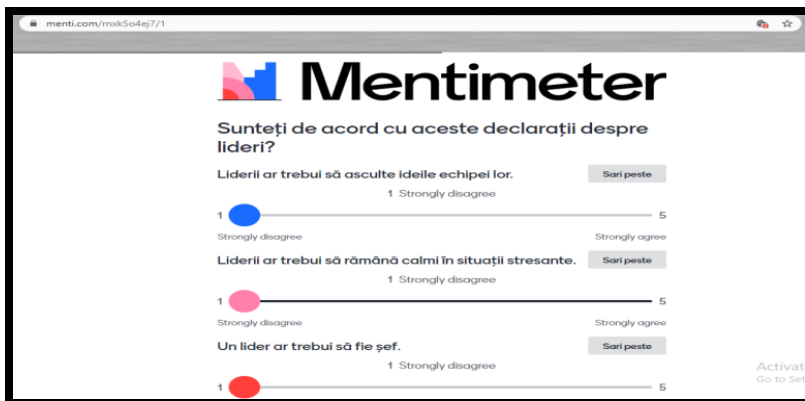 menti.com/rnxk5o4ej7/1
Mentimeter
Sunteți de acord cu aceste declarații despre
lideri?
Liderii ar trebui să asculte ideile echipei lor.
Sari peste
1 Strongly disagree
1 5
Strongly disagree Strongly agree
Liderii ar trebui să rămână calmi în situații stresante.
Sari peste
1 Strongly disagree
1 5
Strongly disagree Strongly agree
Un lider ar trebui să fie șef.
Sari peste
1 Strongly disagree
1 5
Activat
Go to Set